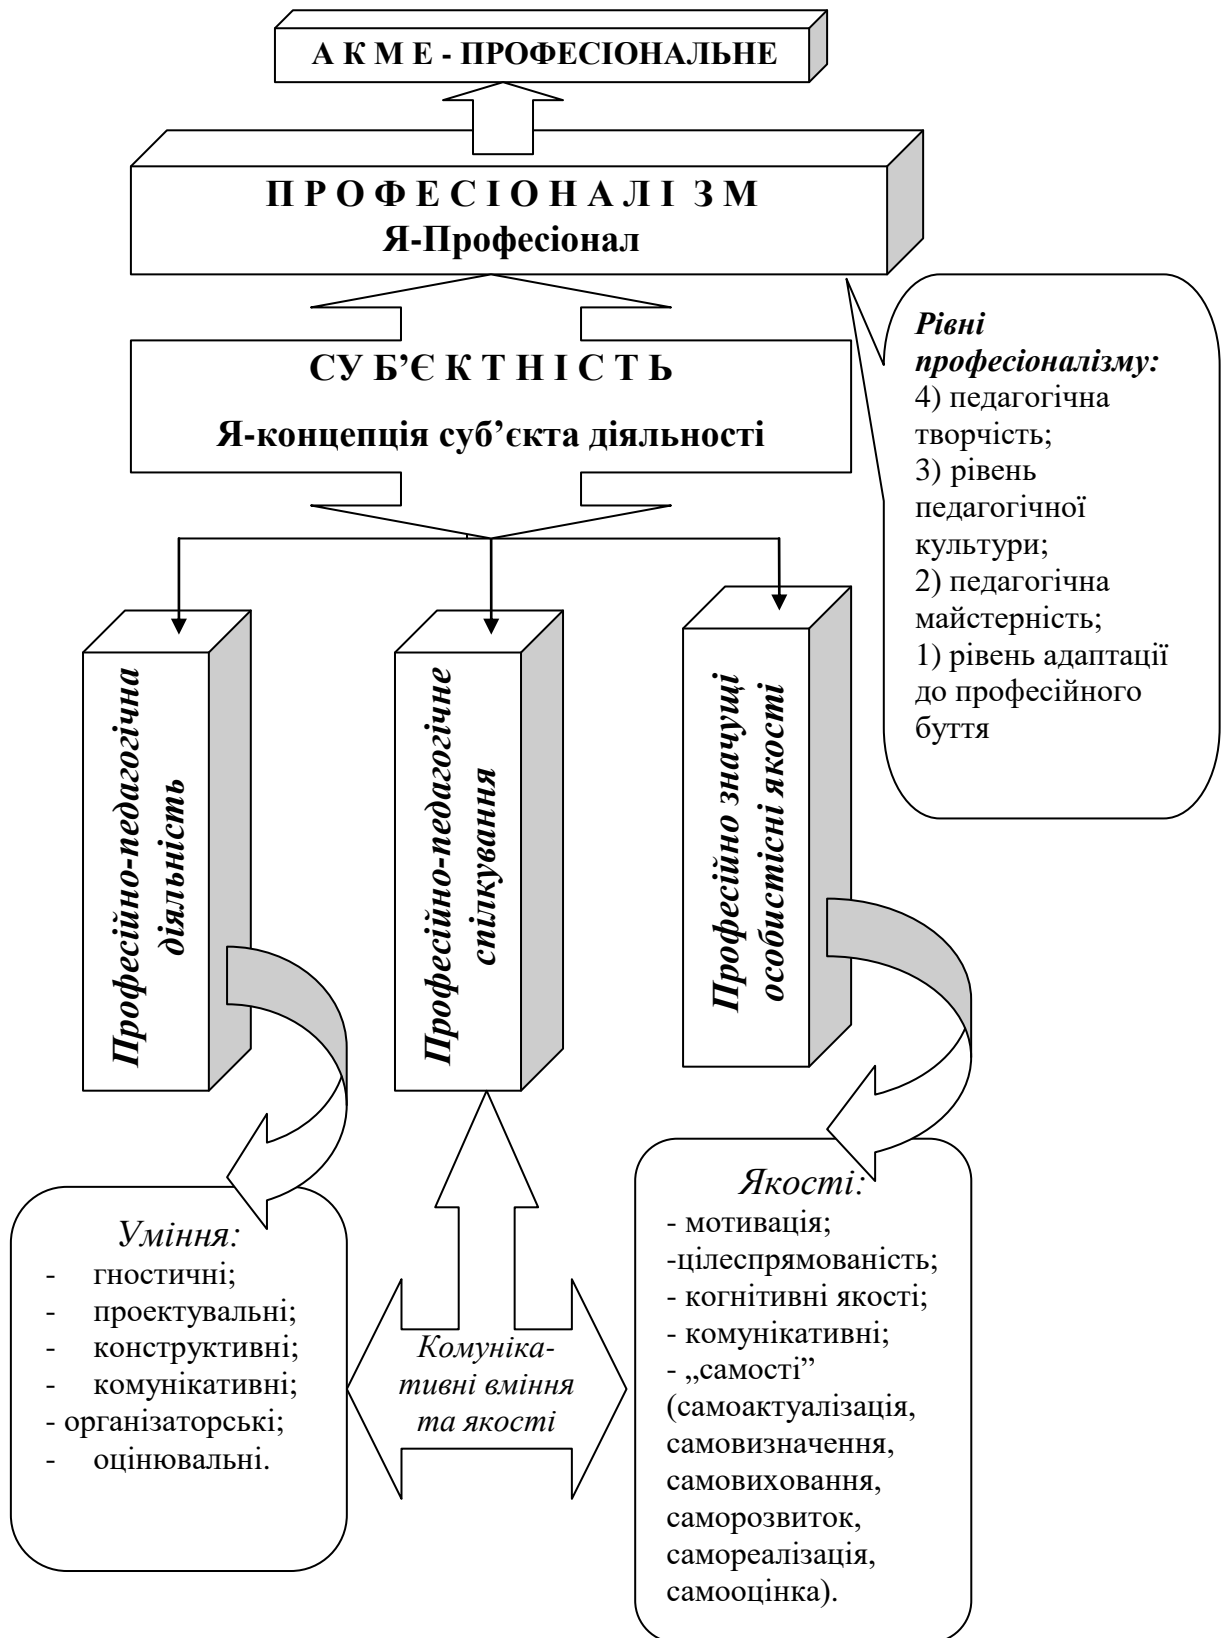 А К М Е - ПРОФЕСІОНАЛЬНЕ
П Р О Ф Е С І О Н А Л І З М
Я-Професіонал
СУ Б’Є К Т Н І С Т Ь
Я-концепція суб’єкта діяльності
Рівні
професіоналізму:
4) педагогічна
творчість;
3) рівень
педагогічної
культури;
2) педагогічна
майстерність;
1) рівень адаптації
до професійного
буття
Професійно-педагогічна
діяльність
Професійно-педагогічне
спілкування
Професійно значущі
особистісні якості
Уміння:
- гностичні;
- проектувальні;
- конструктивні;
- комунікативні;
- організаторські;
- оцінювальні.
Комуніка-
тивні вміння
та якості
Якості:
- мотивація;
-цілеспрямованість;
- когнітивні якості;
- комунікативні;
- „самості”
(самоактуалізація,
самовизначення,
самовиховання,
саморозвиток,
самореалізація,
самооцінка).